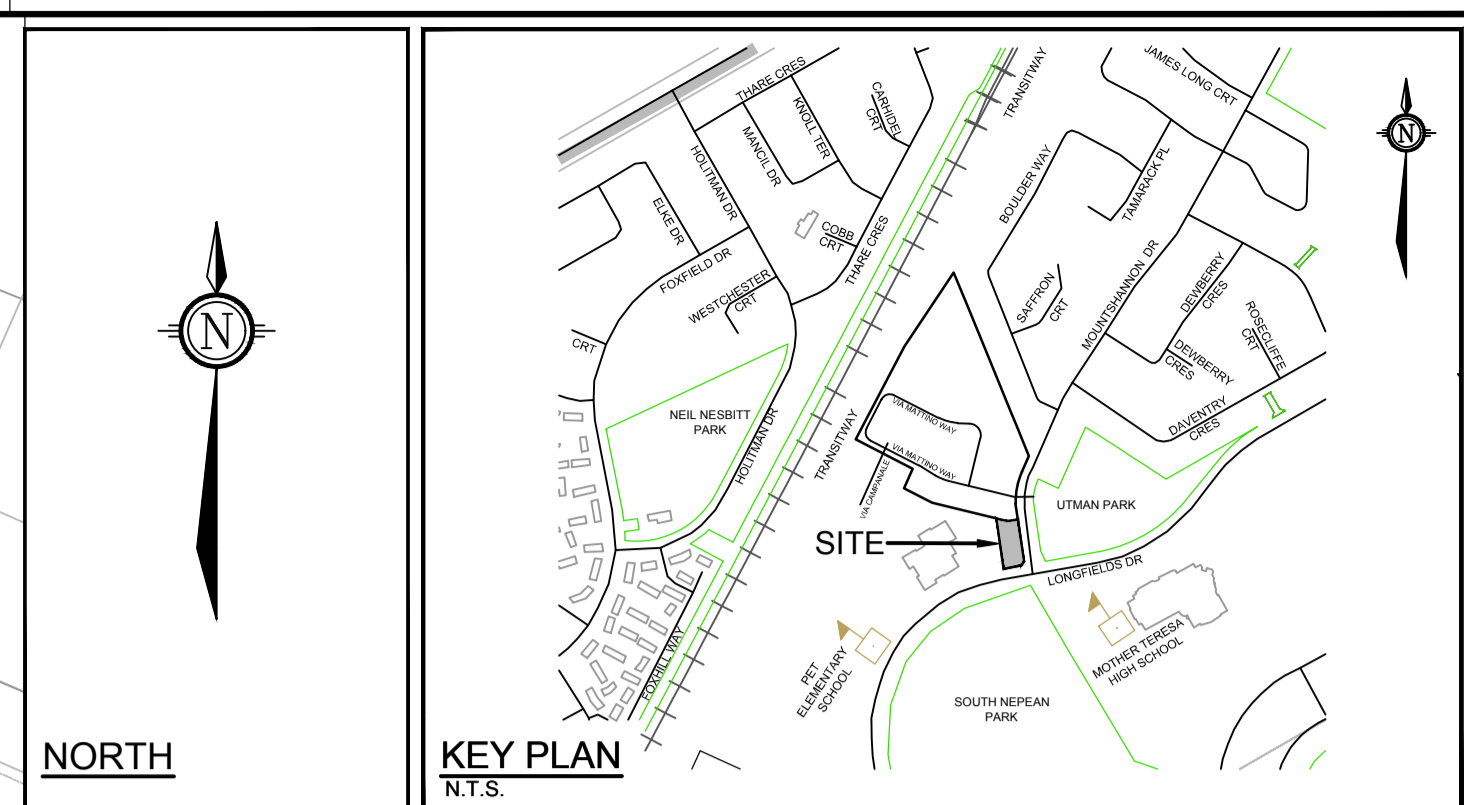 N
NORTH
THARE CRES
KNOLL TER
CARHIDEL
CRT
MANCIL DR
HOLITMAN DR
ELKE DR
COBB
CRT
THARE CRES
FOXFIELD DR
WESTCHESTER
CRT
CRT
TRANSITWAY
JAMES LONG CRT
N
BOULDER WAY
TAMARACK PL
SAFFRON
CRT
MOUNTSHANNON DR
DEWBERRY
CRES
DEWBERRY
CRES
ROSECLIFFE
CRT
DAVENTRY
CRES
NEIL NESBITT
PARK
HOLITMAN DR
TRANSITWAY
VIA MATTINO WAY
VIA MATTINO WAY
VIA CAMPANALE
UTMAN PARK
SITE
LONGFIELDS DR
FOXHILL WAY
PET
ELEMENTARY
SCHOOL
MOTHER TERESA
HIGH SCHOOL
SOUTH NEPEAN
PARK
KEY PLAN
N.T.S.